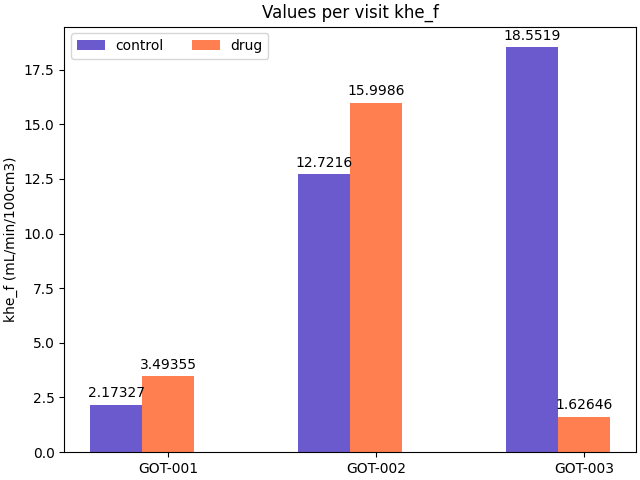 Values per visit khe_f
control
drug
khe_f (mL/min/100cm3)
17.5
15.0
12.5
10.0
7.5
5.0
2.5
0.0
2.17327
3.49355
12.7216
15.9986
18.5519
1.62646
GOT-001
GOT-002
GOT-003